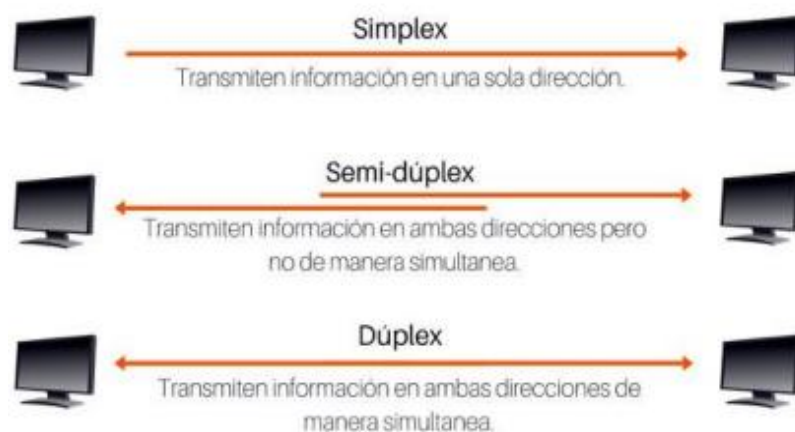 Simplex
Transmiten información en una sola dirección.
Semi-dúplex
Transmiten información en ambas direcciones pero
no de manera simultanea.
Dúplex
Transmiten información en ambas direcciones de
manera simultanea.